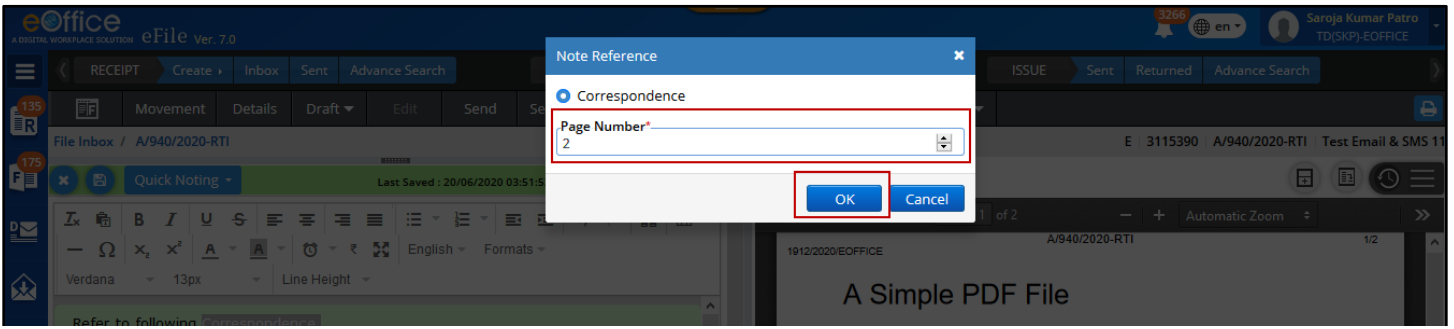 eOffice
A DIGITAL WORKPLACE SOLUTION eFile Ver. 7.0
3266
en
Saroja Kumar Patro
TD(SKP)-EOFFICE
RECEIPT Create Inbox Sent Advance Search
ISSUE Sent Returned Advance Search
Note Reference
Correspondence
Page Number*
2
OK Cancel
135
R
Movement Details Draft Edit Send Se
File Inbox / A/940/2020-RTI
E 3115390 A/940/2020-RTI Test Email & SMS 11
175
F
Quick Noting
Last Saved : 20/06/2020 03:51:5
B I U S
1 of 2
Automatic Zoom
D
Ω X₂ X² A A ₹ English Formats
Verdana 13px Line Height
1912/2020/EOFFICE
A/940/2020-RTI
1/2
A Simple PDF File
Refer to following Correspondence